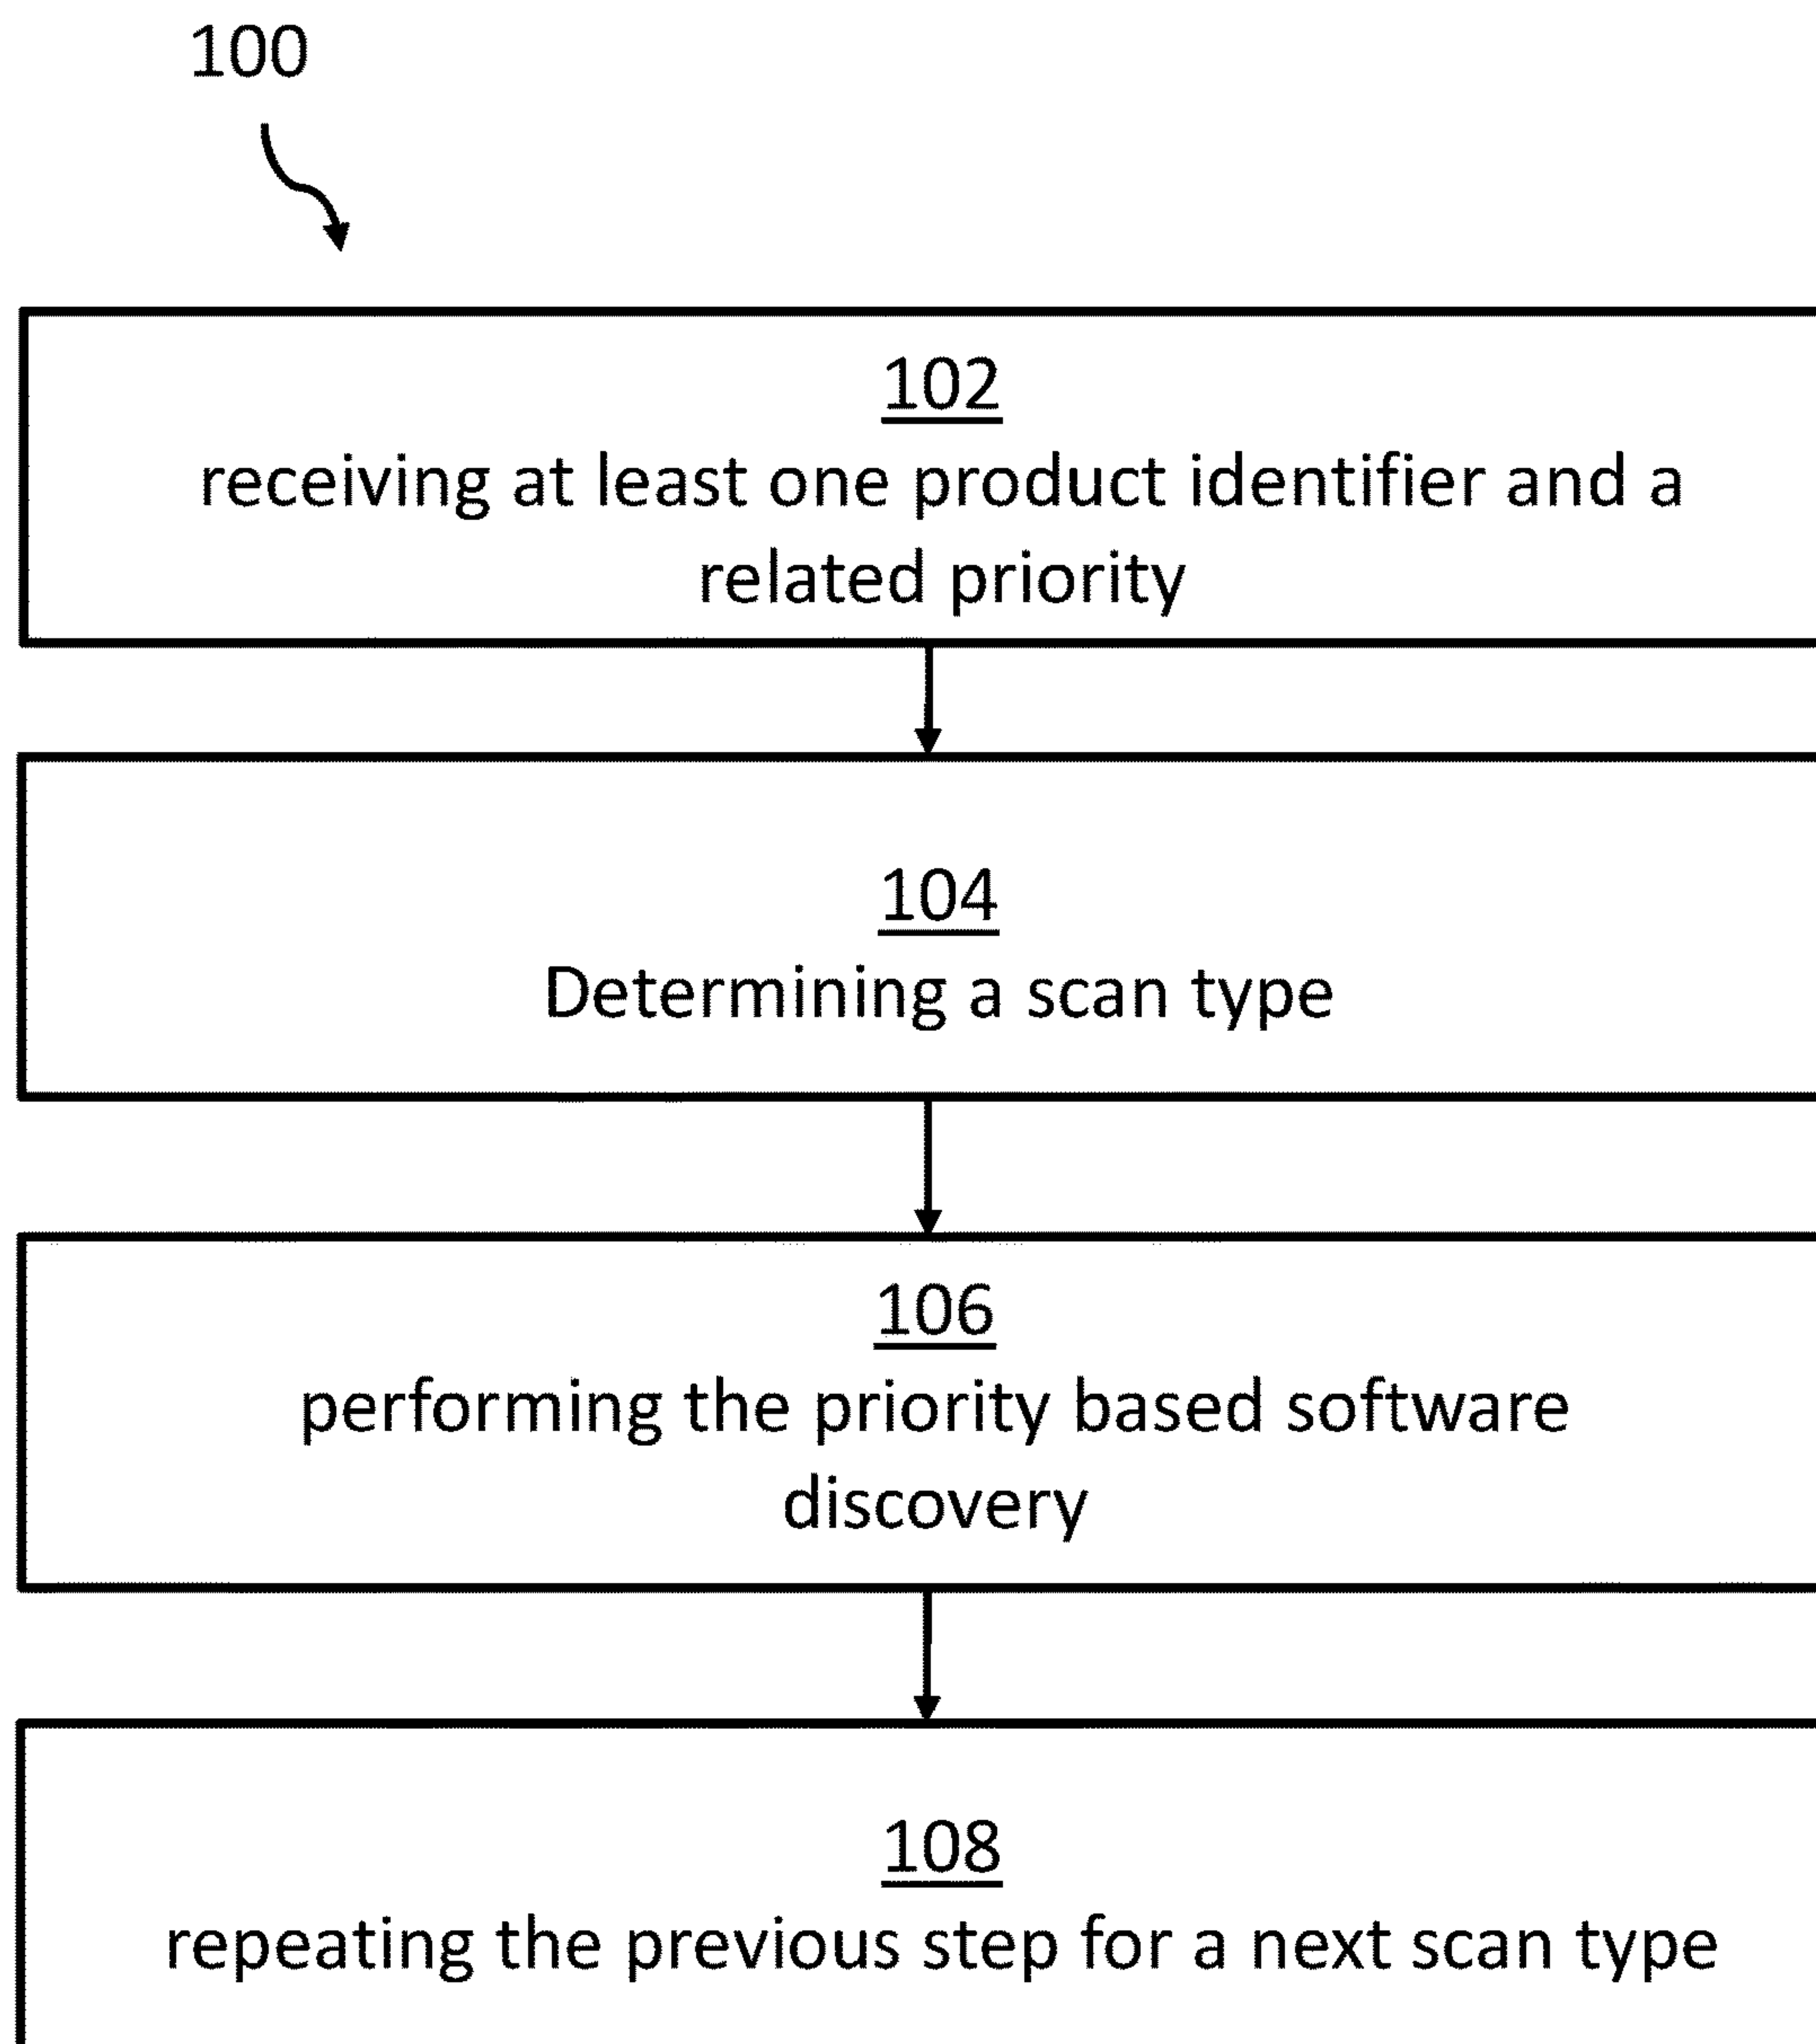 100
102
receiving at least one product identifier and a
related priority
104
Determining a scan type
106
performing the priority based software
discovery
108
repeating the previous step for a next scan type